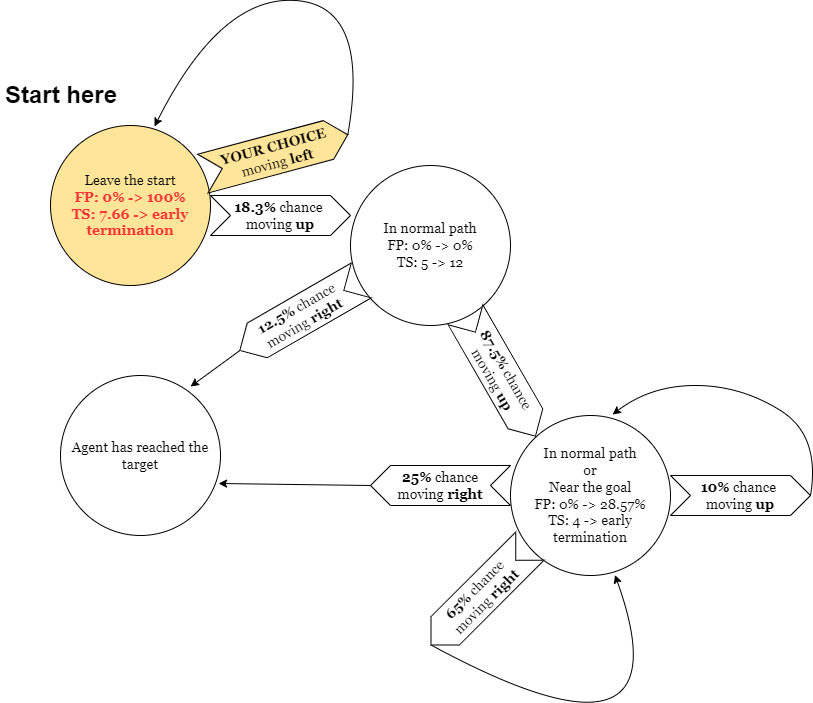 Start here
YOUR CHOICE
moving left
Leave the start
FP: 0% -> 100%
TS: 7.66 -> early
termination
18.3% chance
moving up
In normal path
FP: 0% -> 0%
TS: 5 -> 12
12.5% chance
moving right
87.5% chance
moving up
Agent has reached the
target
25% chance
moving right
In normal path
or
Near the goal
FP: 0% -> 28.57%
TS: 4 -> early
termination
10% chance
moving up
65% chance
moving right